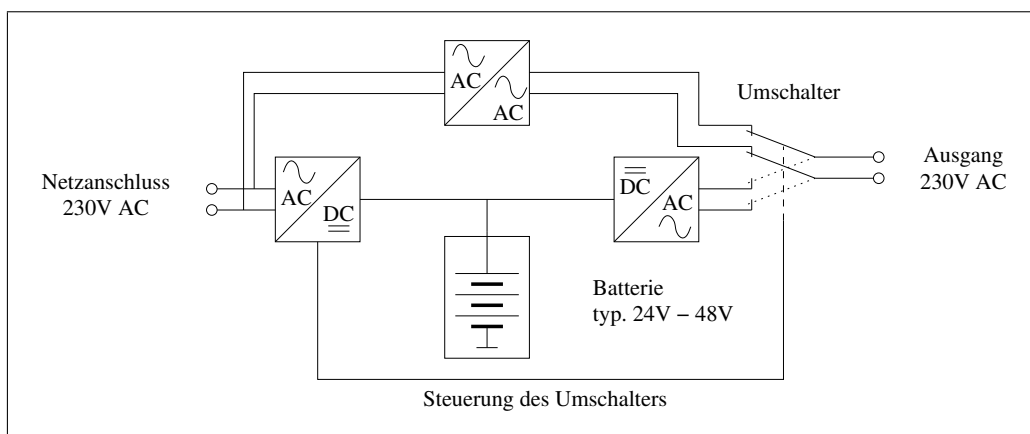 AC
AC
Umschalter
Netzanschluss
230V AC
AC
DC
DC
AC
Ausgang
230V AC
Batterie
typ. 24V − 48V
Steuerung des Umschalters